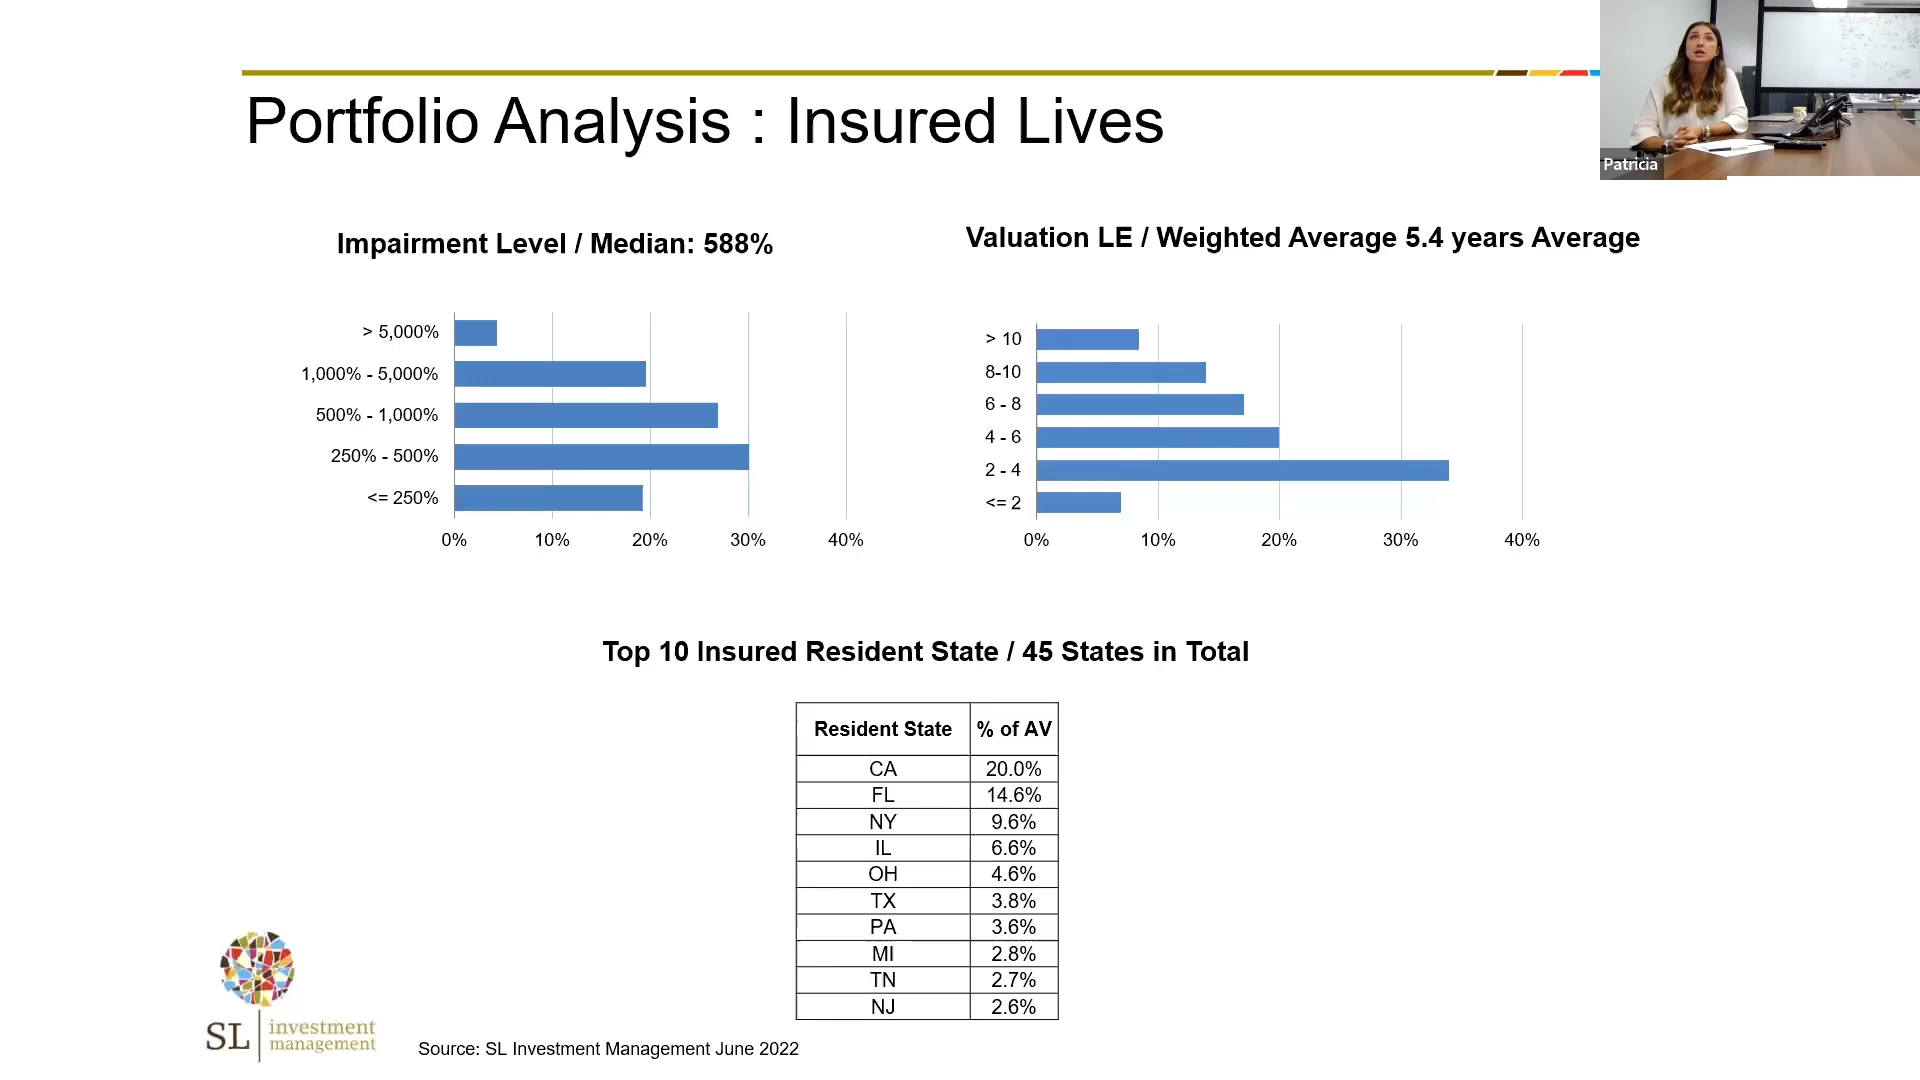 Portfolio Analysis : Insured Lives
Patricia
Impairment Level / Median: 588%
> 5,000%
1,000% - 5,000%
500% - 1,000%
250% - 500%
<= 250%
0% 10% 20% 30% 40%
Valuation LE / Weighted Average 5.4 years Average
> 10
8-10
6 - 8
4 - 6
2 - 4
<= 2
0% 10% 20% 30% 40%
Top 10 Insured Resident State / 45 States in Total
Resident State % of AV
CA 20.0%
FL 14.6%
NY 9.6%
IL 6.6%
OH 4.6%
TX 3.8%
PA 3.6%
MI 2.8%
TN 2.7%
NJ 2.6%
SL investment
management
Source: SL Investment Management June 2022